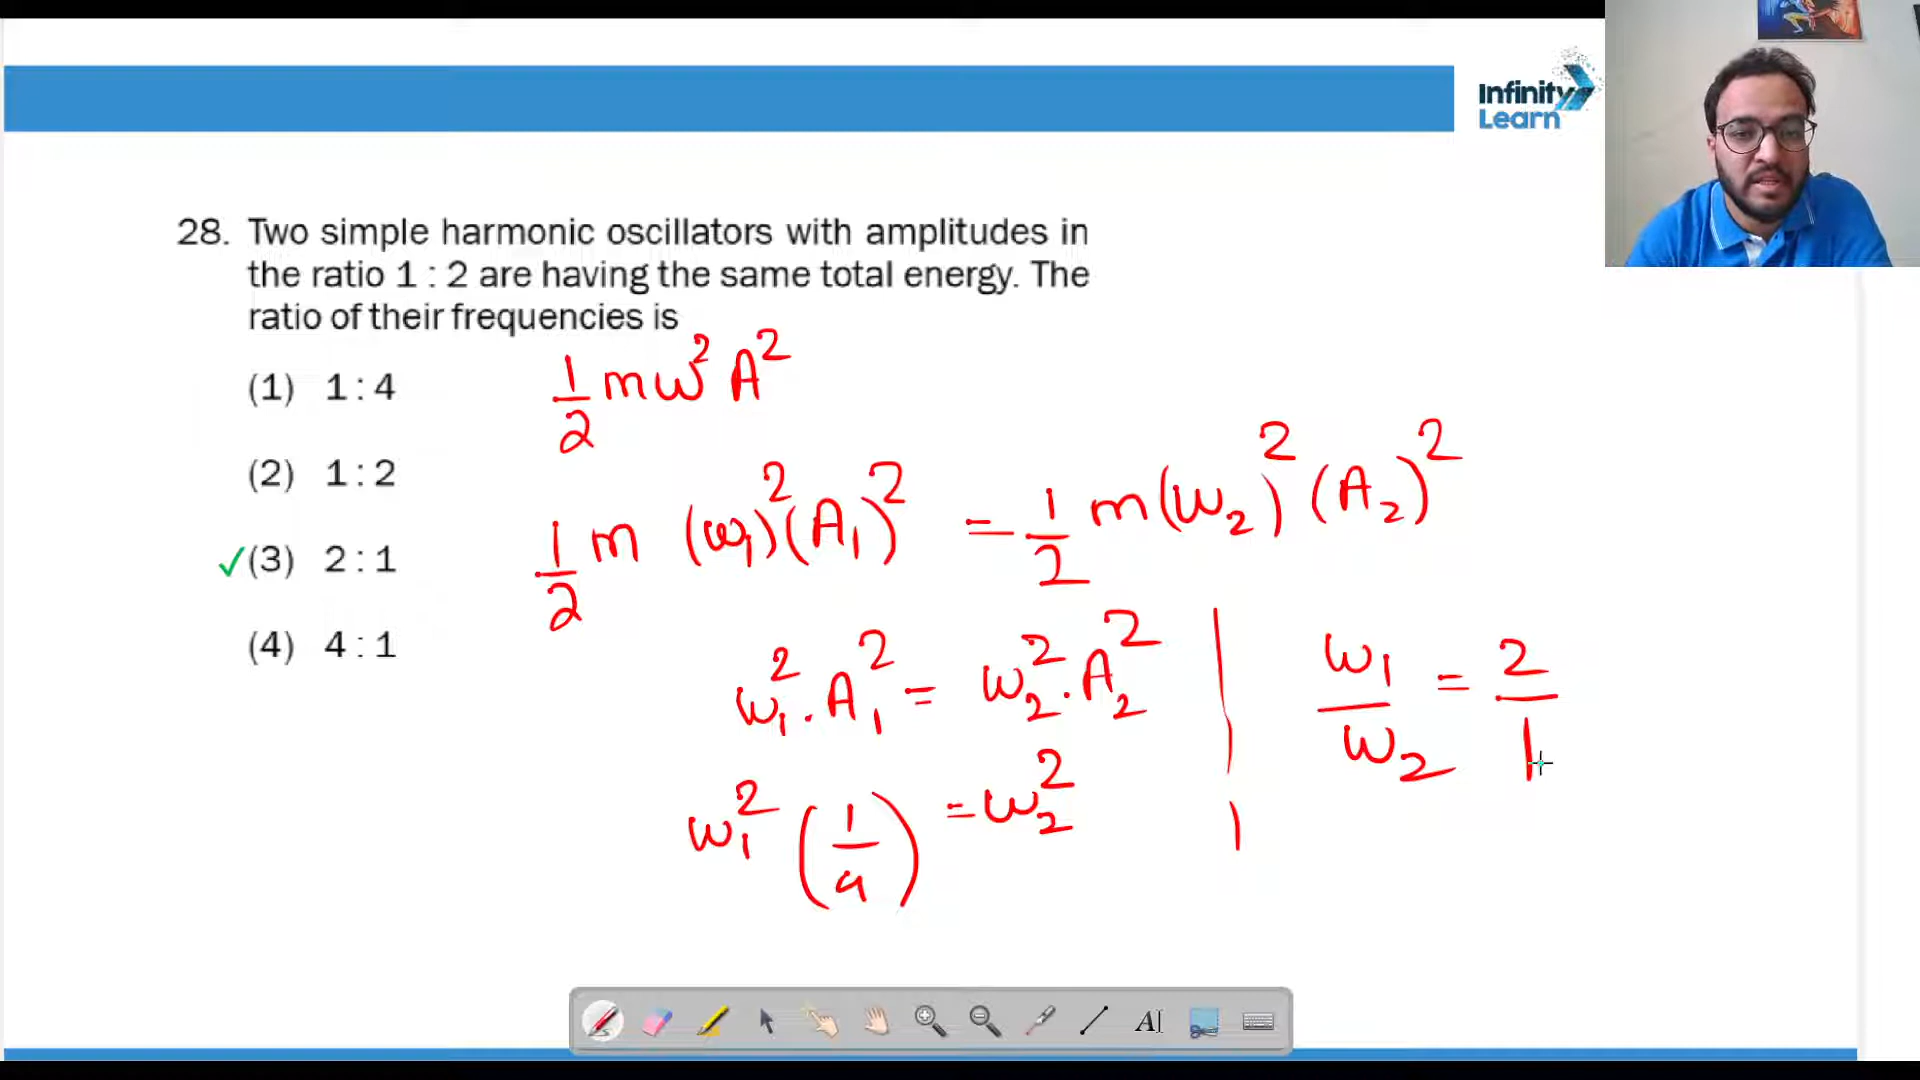 Infinity
Learn
28. Two simple harmonic oscillators with amplitudes in
the ratio 1 : 2 are having the same total energy. The
ratio of their frequencies is
(1) 1 : 4
(2) 1 : 2
✓(3) 2 : 1
(4) 4 : 1
1/2 mω² A²
1/2 m (ω₁)² (A₁)² = 1/2 m(ω₂)² (A₂)²
ω₁² . A₁² = ω₂² . A₂²
ω₁² (1/4) = ω₂²
ω₁/ω₂ = 2/1
A